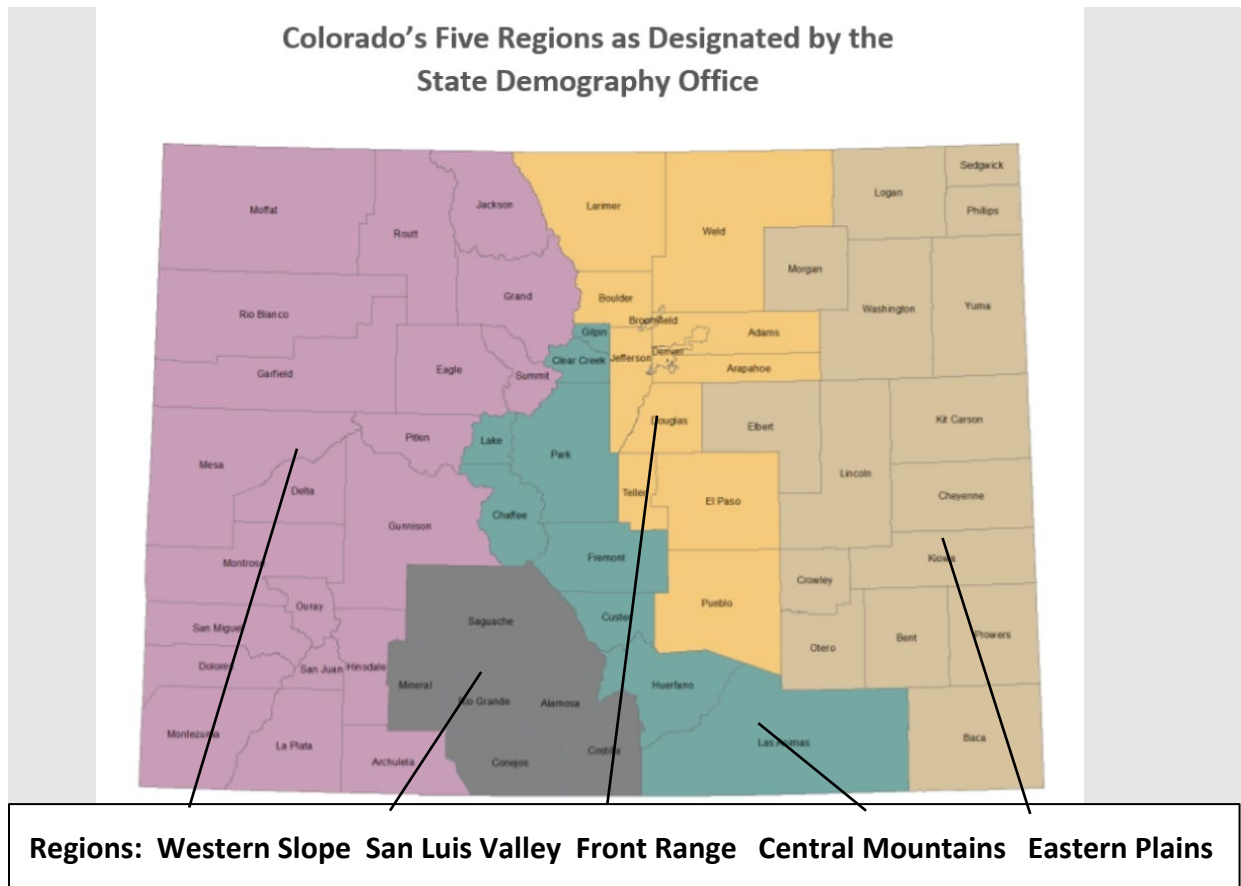 Colorado's Five Regions as Designated by the
State Demography Office
Sedgwick
Logan
Phillips
Moffat
Jackson
Larimer
Routt
Weld
Morgan
Boulder
Grand
Washington
Yuma
Rio Blanco
Broomfield
Gilpin
Adams
Denver
Jefferson
Clear Creek
Arapahoe
Garfield
Eagle
Summit
Douglas
Elbert
Kit Carson
Pitkin
Lake
Park
Mesa
Lincoln
Delta
Teller
El Paso
Cheyenne
Chaffee
Gunnison
Fremont
Kiowa
Montrose
Crowley
Ouray
Pueblo
Custer
Saguache
San Miguel
Prowers
Bent
Otero
Dolores
San Juan
Hinsdale
Mineral
Huerfano
Rio Grande
Alamosa
Montezuma
La Plata
Costilla
Las Animas
Baca
Archuleta
Conejos
Regions: Western Slope San Luis Valley Front Range Central Mountains Eastern Plains